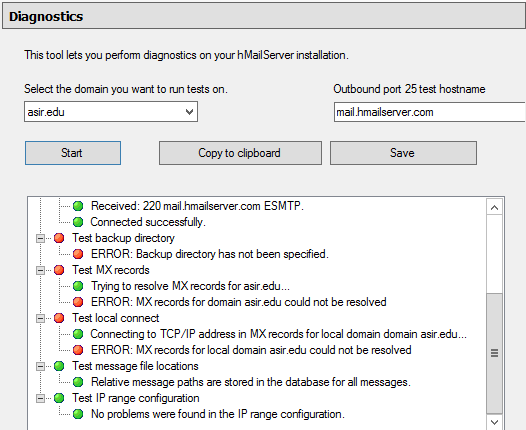 Diagnostics
This tool lets you perform diagnostics on your hMailServer installation.
Select the domain you want to run tests on.
Outbound port 25 test hostname
asir.edu
mail.hmailserver.com
Start
Copy to clipboard
Save
Received: 220 mail.hmailserver.com ESMTP.
Connected successfully.
Test backup directory
ERROR: Backup directory has not been specified.
Test MX records
Trying to resolve MX records for asir.edu...
ERROR: MX records for domain asir.edu could not be resolved
Test local connect
Connecting to TCP/IP address in MX records for local domain domain asir.edu...
ERROR: MX records for local domain asir.edu could not be resolved
Test message file locations
Relative message paths are stored in the database for all messages.
Test IP range configuration
No problems were found in the IP range configuration.